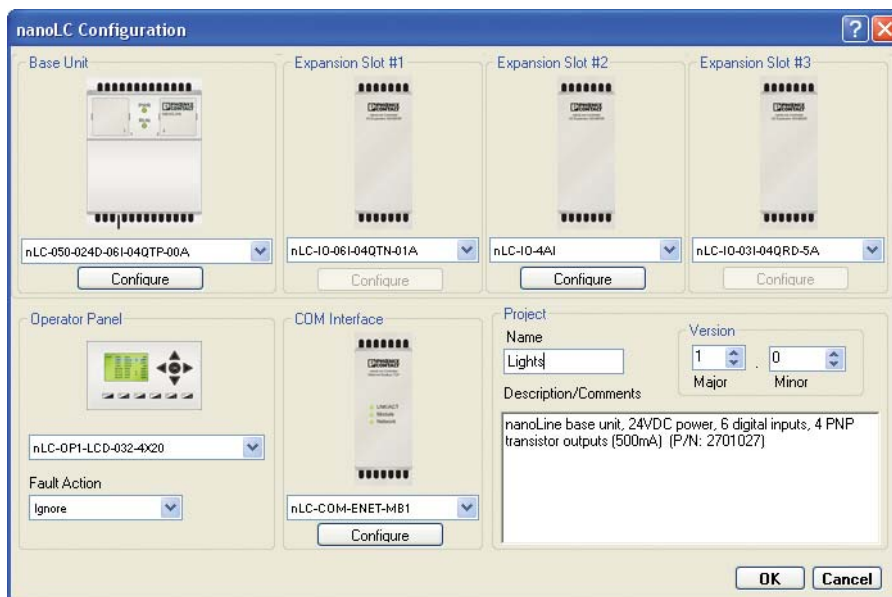 nanoLC Configuration
Base Unit
Expansion Slot #1
Expansion Slot #2
Expansion Slot #3
nLC-050-024D-06I-04QTP-00A
nLC-IO-06I-04QTN-01A
nLC-IO-4AI
nLC-IO-03I-04QRD-5A
Configure
Configure
Configure
Configure
Operator Panel
nLC-OP1-LCD-032-4X20
Fault Action
Ignore
COM Interface
LINK/ACT
Module
Network
nLC-COM-ENET-MB1
Configure
Project
Name
Lights
Version
1 . 0
Major Minor
Description/Comments
nanoLine base unit, 24VDC power, 6 digital inputs, 4 PNP
transistor outputs (500mA) (P/N: 2701027)
OK Cancel